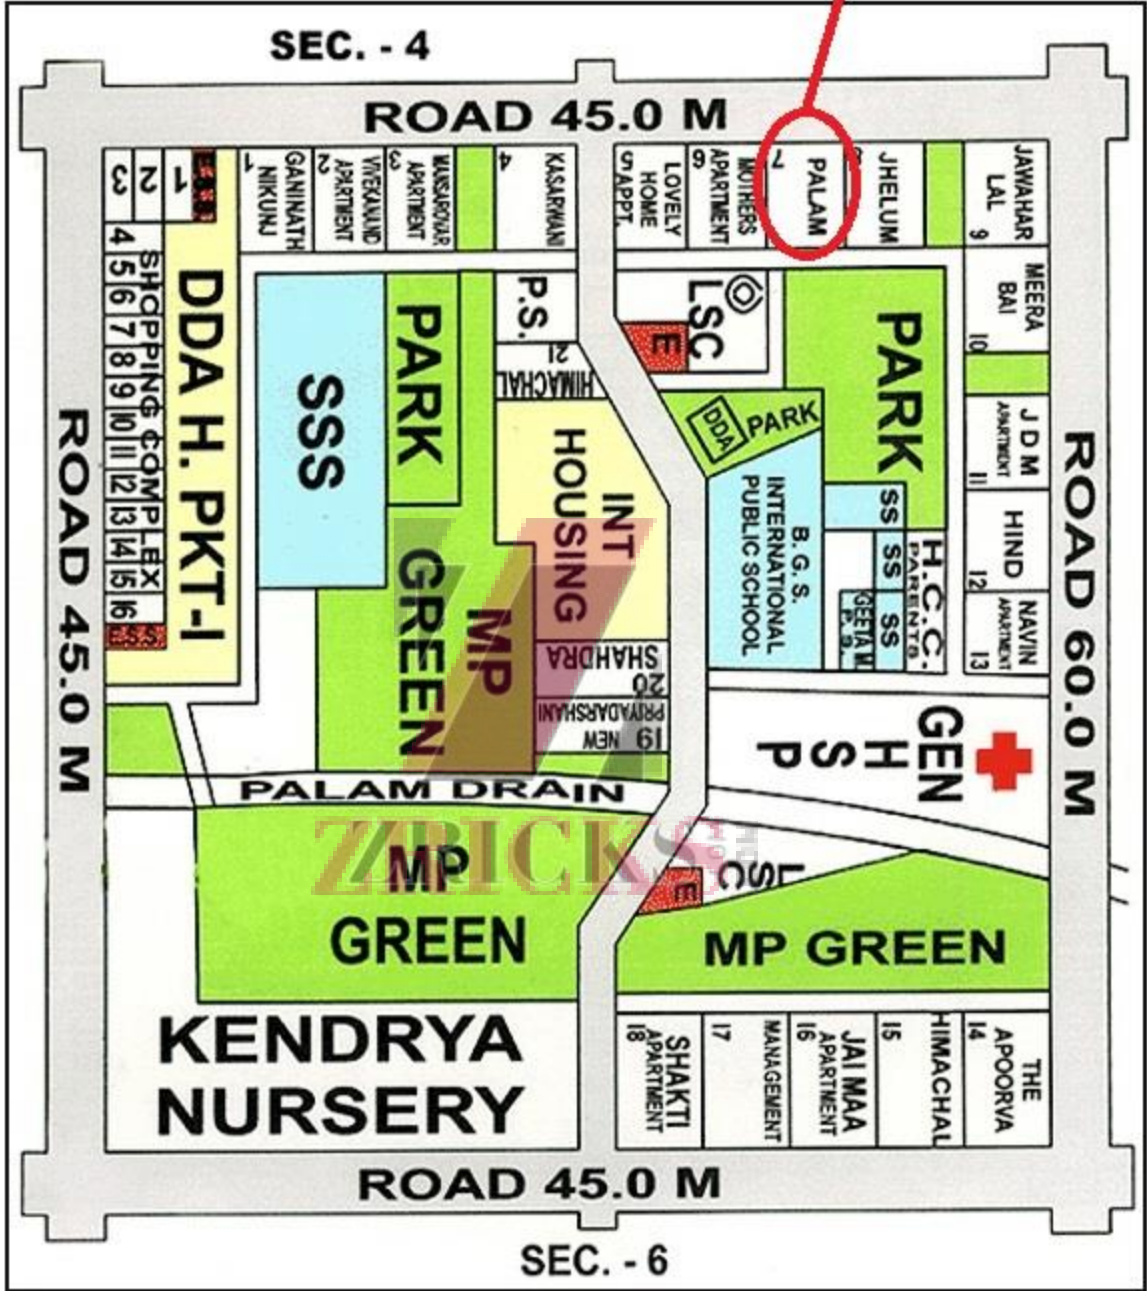 SEC. - 4
ROAD 45.0 M
3
2
1
E.S.S.
1
GANINATH
NIKUNJ
2
VIVEKANAND
APARTMENT
3
MANSAROVAR
APARTMENT
4
KASARWANI
5
LOVELY
HOME
APPT.
6
MOTHERS
APARTMENT
7
PALAM
8
JHELUM
JAWAHAR
LAL
9
4
5
6
7
8
9
10
11
12
13
14
15
16
SHOPPING COMPLEX
E.S.S.
DDA H. PKT-I
SSS
PARK
P.S.
21
HIMACHAL
LSC
E
PARK
MEERA
BAI
10
DDA
PARK
J D M
APARTMENT
11
INT
HOUSING
B. G. S.
INTERNATIONAL
PUBLIC SCHOOL
SS
SS
SS
GEETA M
P. S.
H.C.C.
PARENTS
HIND
12
NAVIN
APARTMENT
13
MP
GREEN
SHAHDRA
20
PRIYADARSHANI
19 NEW
GEN
HSP
ROAD 45.0 M
ROAD 60.0 M
PALAM DRAIN
ZRICKS
.COM
MP
GREEN
E
LSC
MP GREEN
KENDRYA
NURSERY
SHAKTI
APARTMENT
18
17
MANAGEMENT
JAI MAA
APARTMENT
16
15
HIMACHAL
THE
APOORVA
14
ROAD 45.0 M
SEC. - 6